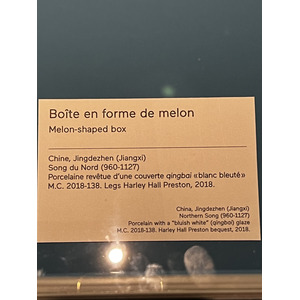 Boîte en forme de melon
Melon-shaped box
Chine, Jingdezhen (Jiangxi)
Song du Nord (960-1127)
Porcelaine revêtue d'une couverte qingbai «blanc bleuté»
M.C. 2018-138. Legs Harley Hall Preston, 2018.
China, Jingdezhen (Jiangxi)
Northern Song (960-1127)
Porcelain with a "bluish white" (qingbai) glaze
M.C. 2018-138. Harley Hall Preston bequest, 2018.